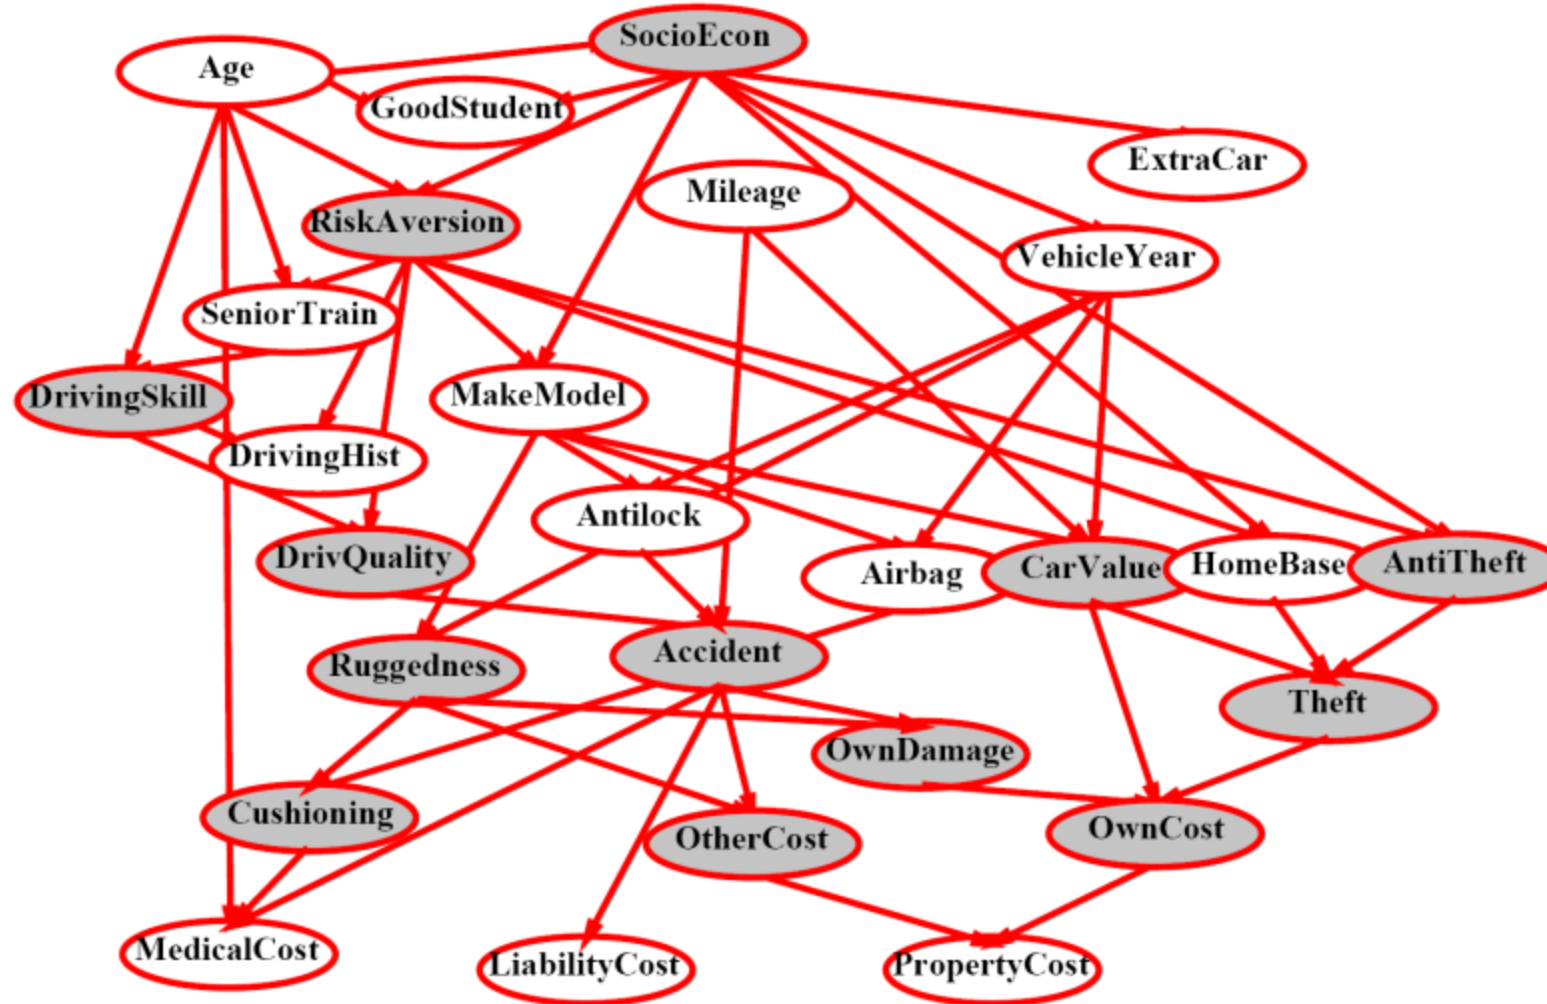 SocioEcon
Age
GoodStudent
ExtraCar
Mileage
RiskAversion
VehicleYear
SeniorTrain
MakeModel
DrivingSkill
DrivingHist
Antilock
DrivQuality
Airbag
CarValue
HomeBase
AntiTheft
Accident
Ruggedness
Theft
OwnDamage
Cushioning
OtherCost
OwnCost
MedicalCost
LiabilityCost
PropertyCost